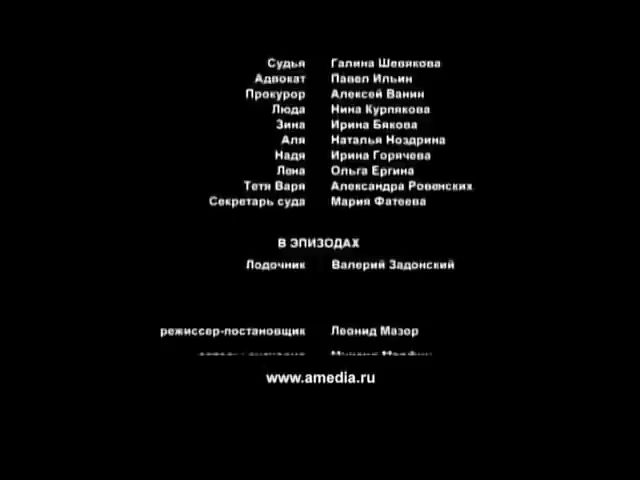 Судья Галина Шевякова
Адвокат Павел Ильин
Прокурор Алексей Ванин
Люда Нина Курпякова
Зина Ирина Бякова
Аля Наталья Ноздрина
Надя Ирина Горячева
Лена Ольга Ергина
Тетя Варя Александра Ровенских
Секретарь суда Мария Фатеева
В ЭПИЗОДАХ
Лодочник Валерий Задонский
режиссер-постановщик Леонид Мазор
www.amedia.ru